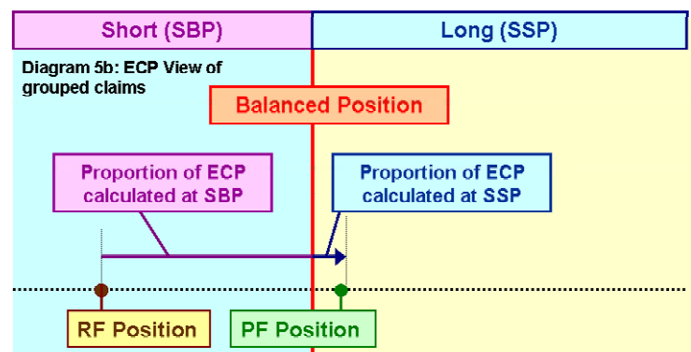 Short (SBP)
Long (SSP)
Diagram 5b: ECP View of
grouped claims
Balanced Position
Proportion of ECP
calculated at SBP
Proportion of ECP
calculated at SSP
RF Position
PF Position